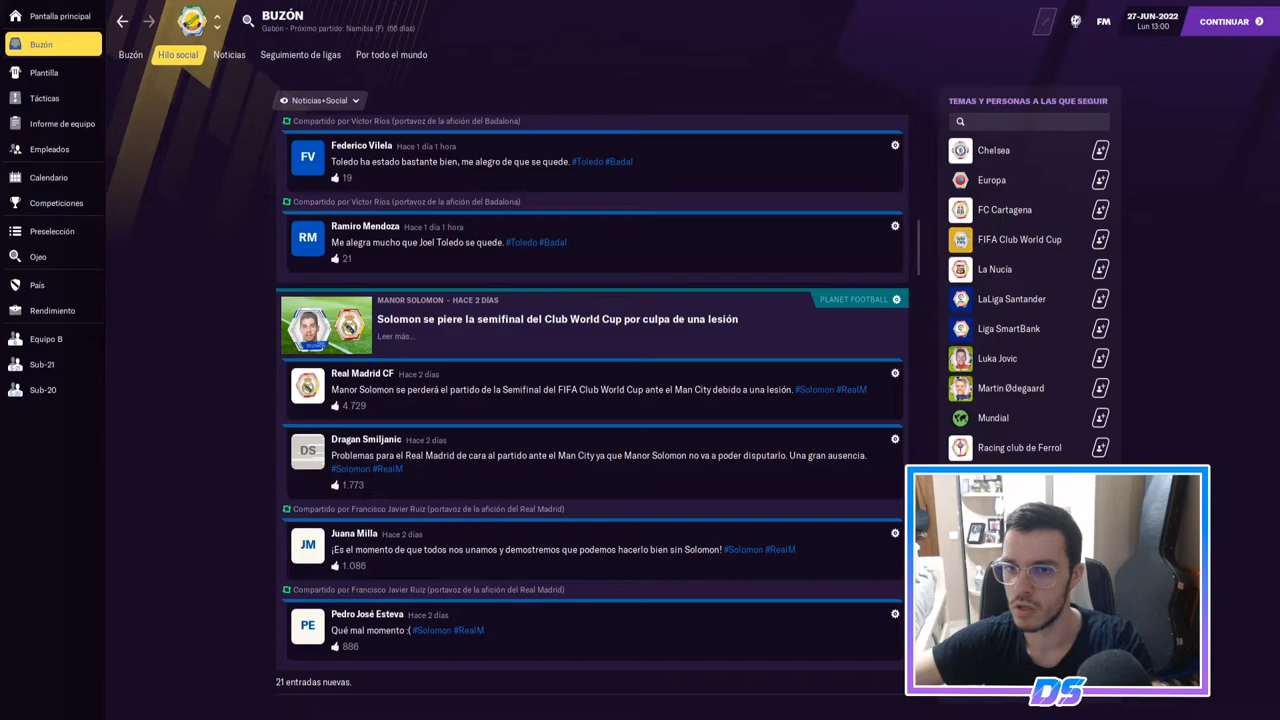 Pantalla principal
BUZÓN
Gabón - Próximo partido: Namibia (F) (66 días)
FM
27-JUN-2022
Lun 13:00
CONTINUAR
Buzón
Plantilla
Tácticas
Informe de equipo
Empleados
Calendario
Competiciones
Preselección
Ojeo
País
Rendimiento
Equipo B
Sub-21
Sub-20
Buzón
Hilo social
Noticias
Seguimiento de ligas
Por todo el mundo
Noticias+Social
Compartido por Víctor Ríos (portavoz de la afición del Badalona)
FV
Federico Vilela Hace 1 día 1 hora
Toledo ha estado bastante bien, me alegro de que se quede. #Toledo #Badal
19
Compartido por Víctor Ríos (portavoz de la afición del Badalona)
RM
Ramiro Mendoza Hace 1 día 1 hora
Me alegra mucho que Joel Toledo se quede. #Toledo #Badal
21
MANOR SOLOMON - HACE 2 DÍAS
PLANET FOOTBALL
Solomon se piere la semifinal del Club World Cup por culpa de una lesión
Leer más...
Real Madrid CF Hace 2 días
Manor Solomon se perderá el partido de la Semifinal del FIFA Club World Cup ante el Man City debido a una lesión. #Solomon #RealM
4.729
DS
Dragan Smiljanic Hace 2 días
Problemas para el Real Madrid de cara al partido ante el Man City ya que Manor Solomon no va a poder disputarlo. Una gran ausencia.
#Solomon #RealM
1.773
Compartido por Francisco Javier Ruiz (portavoz de la afición del Real Madrid)
JM
Juana Milla Hace 2 días
¡Es el momento de que todos nos unamos y demostremos que podemos hacerlo bien sin Solomon! #Solomon #RealM
1.086
Compartido por Francisco Javier Ruiz (portavoz de la afición del Real Madrid)
PE
Pedro José Esteva Hace 2 días
Qué mal momento :( #Solomon #RealM
886
21 entradas nuevas.
TEMAS Y PERSONAS A LAS QUE SEGUIR
Chelsea
Europa
FC Cartagena
FIFA Club World Cup
La Nucía
LaLiga Santander
Liga SmartBank
Luka Jovic
Martin Ødegaard
Mundial
Racing club de Ferrol
DS